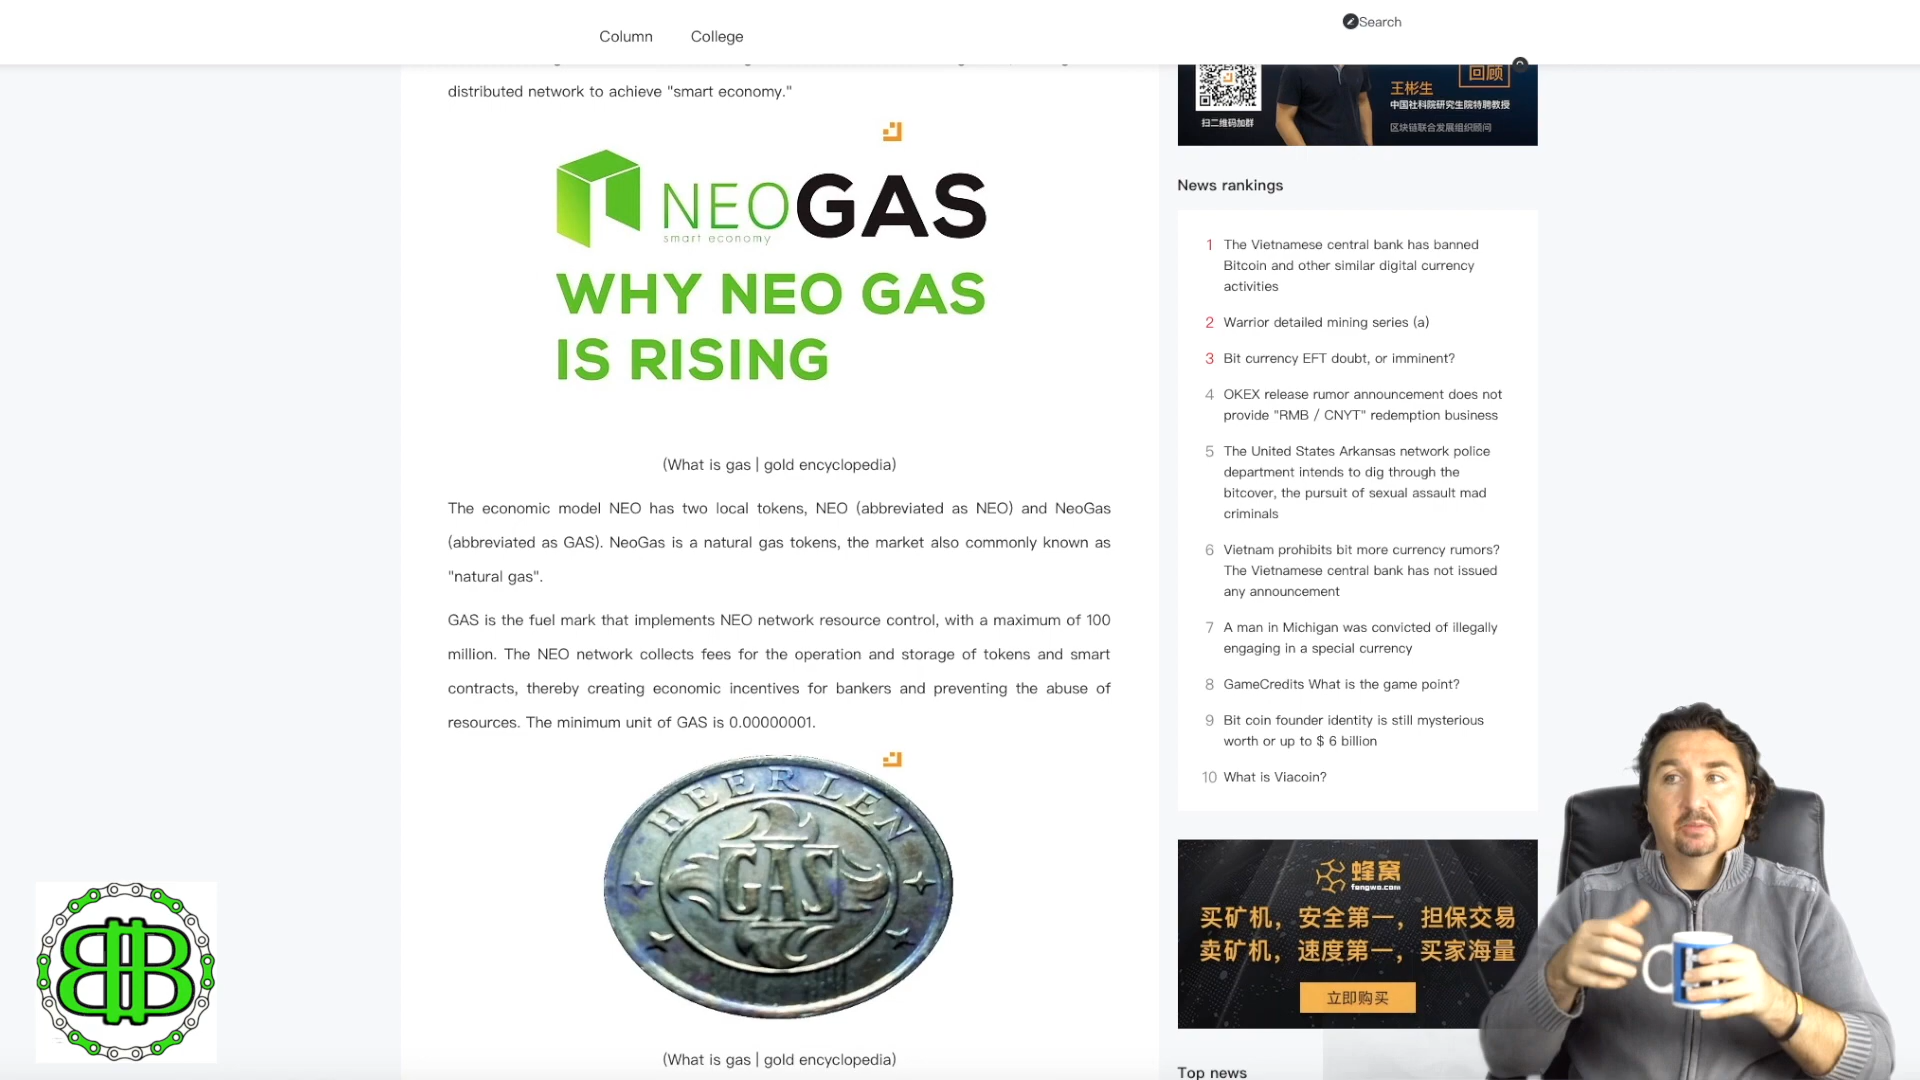 Column
College
Search
distributed network to achieve "smart economy."
NEOGAS
smart economy
WHY NEO GAS
IS RISING
(What is gas | gold encyclopedia)
The economic model NEO has two local tokens, NEO (abbreviated as NEO) and NeoGas
(abbreviated as GAS). NeoGas is a natural gas tokens, the market also commonly known as
"natural gas".
GAS is the fuel mark that implements NEO network resource control, with a maximum of 100
million. The NEO network collects fees for the operation and storage of tokens and smart
contracts, thereby creating economic incentives for bankers and preventing the abuse of
resources. The minimum unit of GAS is 0.00000001.
HEERLEN
GAS
(What is gas | gold encyclopedia)
回顾
王彬生
中国社科院研究生院特聘教授
扫二维码加群
区块链联合发展组织顾问
News rankings
1 The Vietnamese central bank has banned
Bitcoin and other similar digital currency
activities
2 Warrior detailed mining series (a)
3 Bit currency EFT doubt, or imminent?
4 OKEX release rumor announcement does not
provide "RMB / CNYT" redemption business
5 The United States Arkansas network police
department intends to dig through the
bitcover, the pursuit of sexual assault mad
criminals
6 Vietnam prohibits bit more currency rumors?
The Vietnamese central bank has not issued
any announcement
7 A man in Michigan was convicted of illegally
engaging in a special currency
8 GameCredits What is the game point?
9 Bit coin founder identity is still mysterious
worth or up to $ 6 billion
10 What is Viacoin?
蜂窝
fengwo.com
买矿机，安全第一，担保交易
卖矿机，速度第一，买家海量
立即购买
Top news